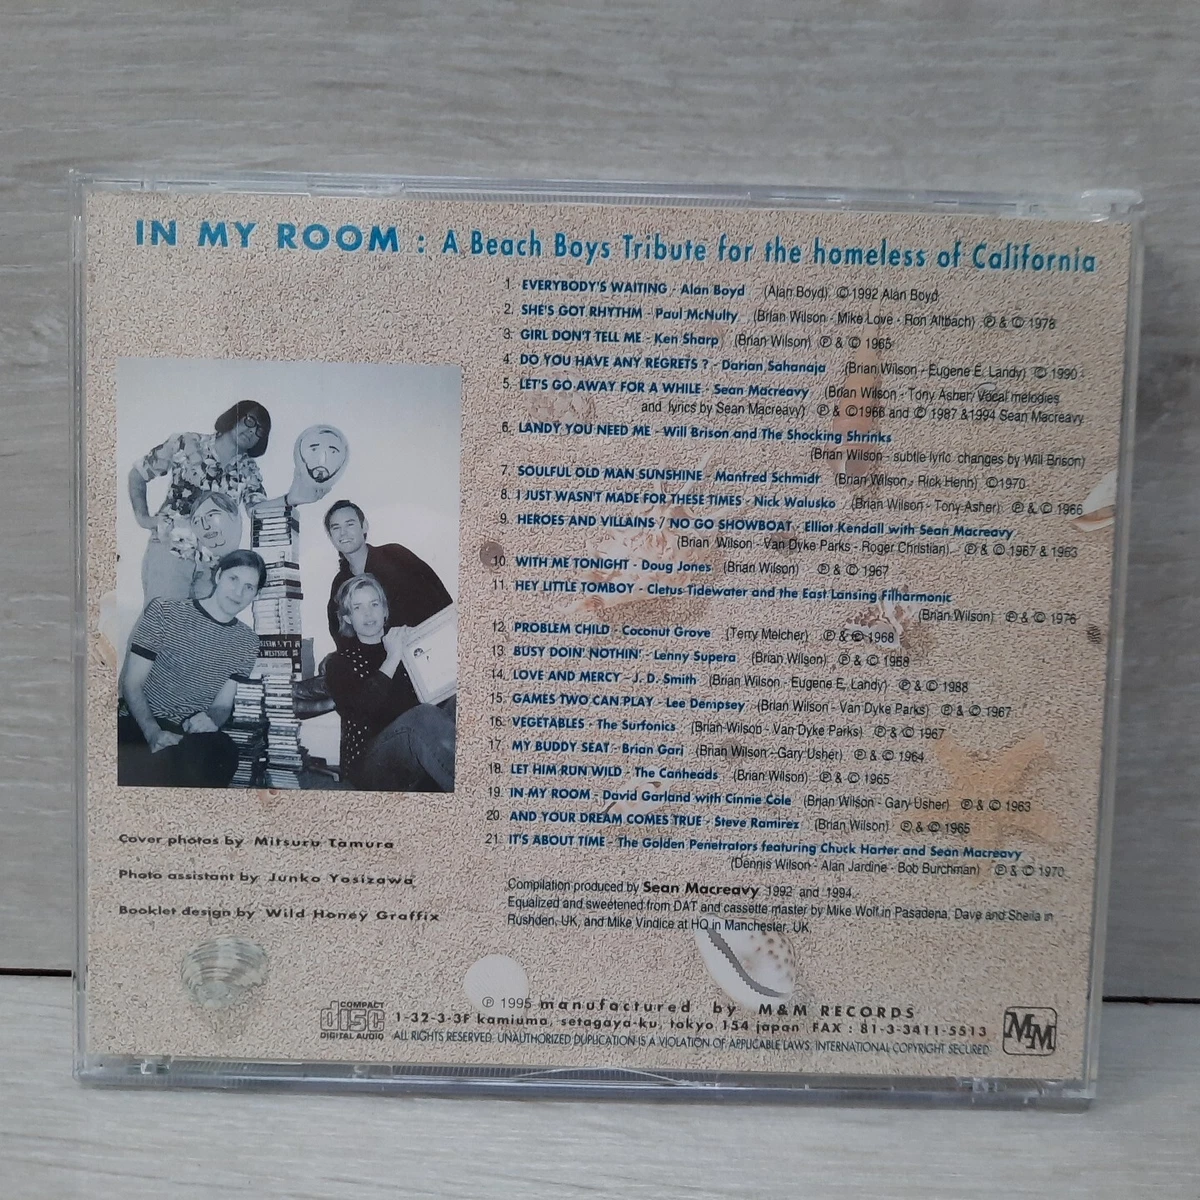 IN MY ROOM : A Beach Boys Tribute for the homeless of California
1. EVERYBODY'S WAITING - Alan Boyd (Alan Boyd) © 1992 Alan Boyd
2. SHE'S GOT RHYTHM - Paul McNulty (Brian Wilson - Mike Love - Ron Altbach) ℗ & © 1978
3. GIRL DON'T TELL ME - Ken Sharp (Brian Wilson) ℗ & © 1965
4. DO YOU HAVE ANY REGRETS ? - Darian Sahanaja (Brian Wilson - Eugene E. Landy) © 1990
5. LET'S GO AWAY FOR A WHILE - Sean Macreavy (Brian Wilson - Tony Asher/ Vocal melodies
and lyrics by Sean Macreavy) ℗ & ©1966 and © 1987 &1994 Sean Macreavy
6. LANDY YOU NEED ME - Will Brison and The Shocking Shrinks
(Brian Wilson - subtle lyric changes by Will Brison)
7. SOULFUL OLD MAN SUNSHINE - Manfred Schmidt (Brian Wilson - Rick Henn) ©1970
8. I JUST WASN'T MADE FOR THESE TIMES - Nick Walusko (Brian Wilson - Tony Asher) ℗ & © 1966
9. HEROES AND VILLAINS / NO GO SHOWBOAT - Elliot Kendall with Sean Macreavy
(Brian Wilson - Van Dyke Parks - Roger Christian) ℗ & © 1967 & 1963
10. WITH ME TONIGHT - Doug Jones (Brian Wilson) ℗ & © 1967
11. HEY LITTLE TOMBOY - Cletus Tidewater and the East Lansing Filharmonic
(Brian Wilson) ℗ & © 1976
12. PROBLEM CHILD - Coconut Grove (Terry Melcher) ℗ & © 1968
13. BUSY DOIN' NOTHIN' - Lenny Supera (Brian Wilson) ℗ & © 1968
14. LOVE AND MERCY - J. D. Smith (Brian Wilson - Eugene E. Landy) ℗ & © 1988
15. GAMES TWO CAN PLAY - Lee Dempsey (Brian Wilson - Van Dyke Parks) ℗ & © 1967
16. VEGETABLES - The Surfonics (Brian Wilson - Van Dyke Parks) ℗ & © 1967
17. MY BUDDY SEAT - Brian Gari (Brian Wilson - Gary Usher) ℗ & © 1964
18. LET HIM RUN WILD - The Canheads (Brian Wilson) ℗ & © 1965
19. IN MY ROOM - David Garland with Cinnie Cole (Brian Wilson - Gary Usher) ℗ & © 1963
20. AND YOUR DREAM COMES TRUE - Steve Ramirez (Brian Wilson) ℗ & © 1965
21. IT'S ABOUT TIME - The Golden Penetrators featuring Chuck Harter and Sean Macreavy
(Dennis Wilson - Alan Jardine - Bob Burchman) ℗ & © 1970
Compilation produced by Sean Macreavy 1992 and 1994.
Equalized and sweetened from DAT and cassette master by Mike Wolf in Pasadena, Dave and Sheila in
Rushden, UK, and Mike Vindice at HQ in Manchester, UK.
Cover photos by Mitsuru Tamura
Photo assistant by Junko Yosizawa
Booklet design by Wild Honey Graffix
WESTSIDE
℗ 1995 manufactured by M&M RECORDS
COMPACT
disc
DIGITAL AUDIO
1-32-3-3F kamiuma, setagaya-ku, tokyo 154 japan FAX : 81-3-3411-5513
ALL RIGHTS RESERVED. UNAUTHORIZED DUPLICATION IS A VIOLATION OF APPLICABLE LAWS. INTERNATIONAL COPYRIGHT SECURED.
MM